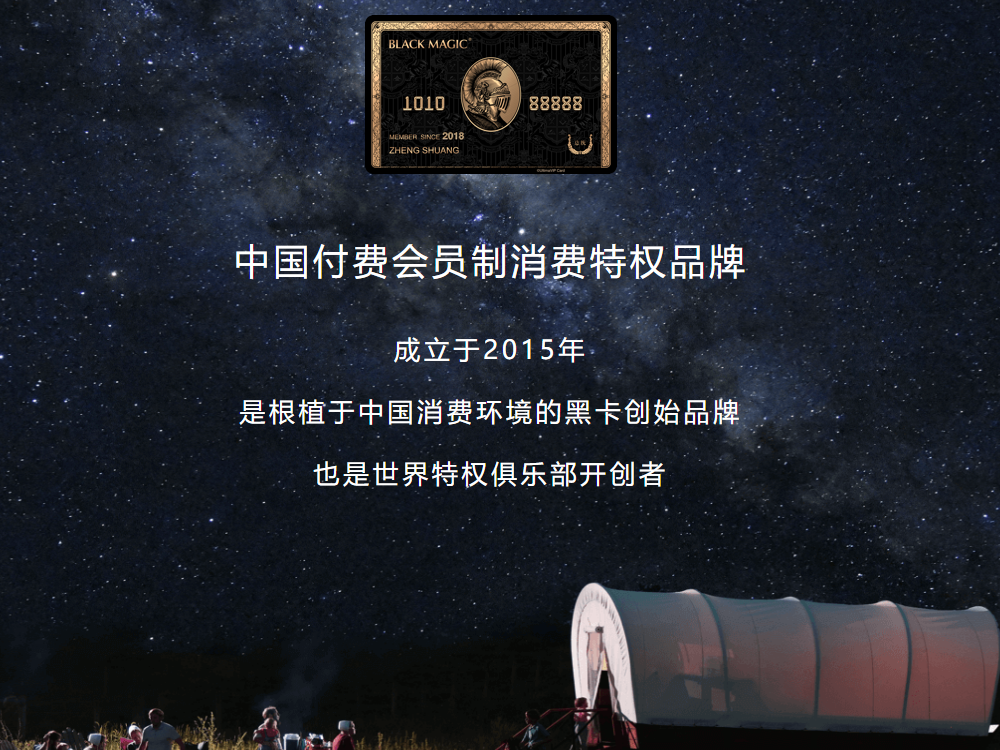 BLACK MAGIC®
1010 88888
MEMBER SINCE 2018
ZHENG SHUANG
中国付费会员制消费特权品牌
成立于2015年
是根植于中国消费环境的黑卡创始品牌
也是世界特权俱乐部开创者